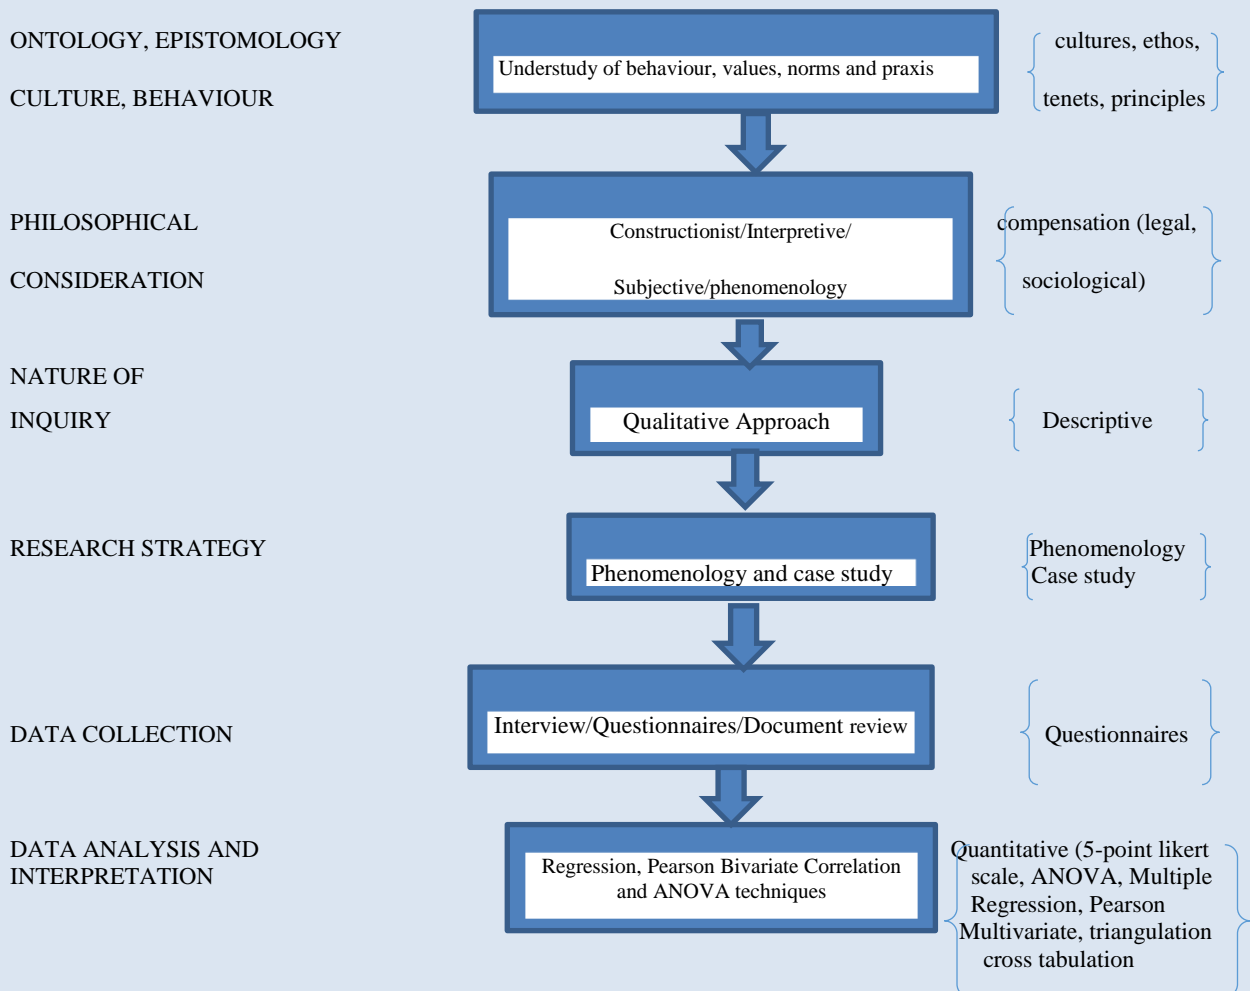 ONTOLOGY, EPISTOMOLOGY
CULTURE, BEHAVIOUR
Understudy of behaviour, values, norms and praxis
cultures, ethos,
tenets, principles
PHILOSOPHICAL
CONSIDERATION
Constructionist/Interpretive/
Subjective/phenomenology
compensation (legal,
sociological)
NATURE OF
INQUIRY
Qualitative Approach
Descriptive
RESEARCH STRATEGY
Phenomenology and case study
Phenomenology
Case study
DATA COLLECTION
Interview/Questionnaires/Document review
Questionnaires
DATA ANALYSIS AND
INTERPRETATION
Regression, Pearson Bivariate Correlation
and ANOVA techniques
Quantitative (5-point likert
scale, ANOVA, Multiple
Regression, Pearson
Multivariate, triangulation
cross tabulation